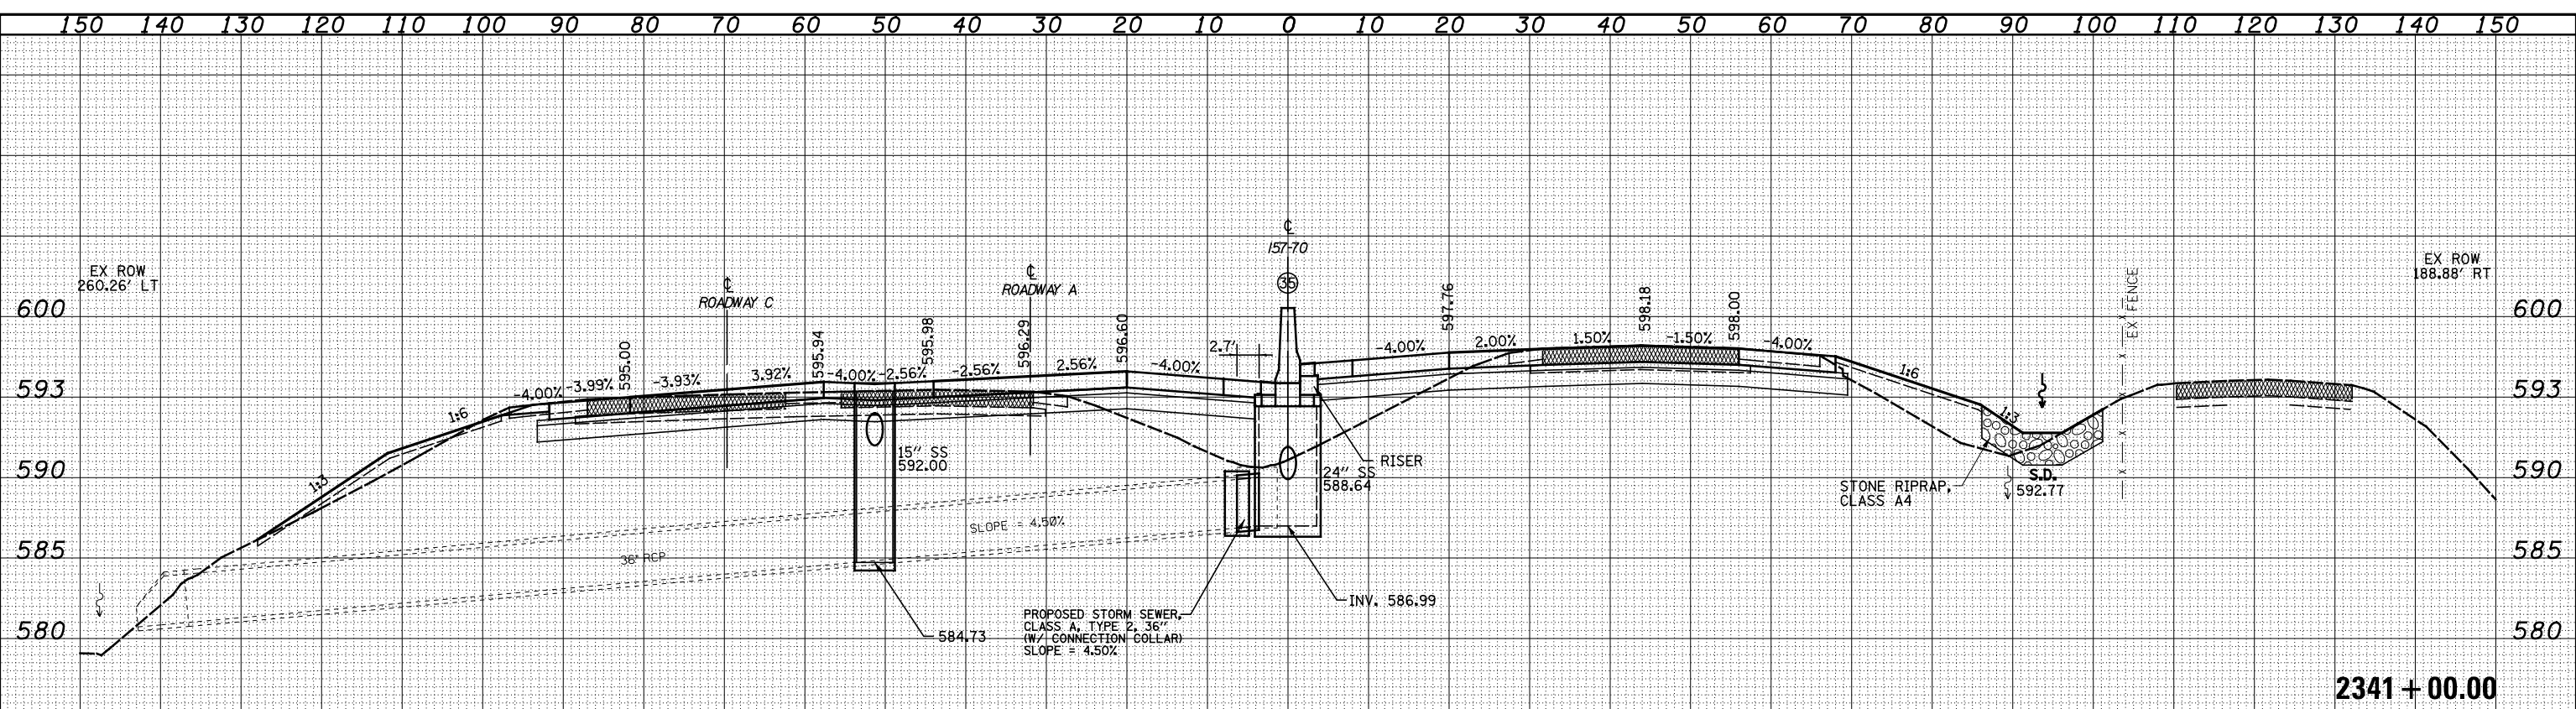 150 140 130 120 110 100 90 80 70 60 50 40 30 20 10 0 10 20 30 40 50 60 70 80 90 100 110 120 130 140 150
℄
157-70
35
EX ROW
260.26' LT
℄
ROADWAY C
℄
ROADWAY A
EX FENCE
EX ROW
188.88' RT
600
600
595.00
595.94
595.98
596.29
596.60
2.7'
597.76
598.18
598.00
593
593
1:6
-4.00%
-3.99%
-3.93%
3.92%
-4.00%
-2.56%
-2.56%
2.56%
-4.00%
-4.00%
2.00%
1.50%
-1.50%
-4.00%
1:6
1:3
1:3
15" SS
592.00
RISER
24" SS
588.64
STONE RIPRAP,
CLASS A4
S.D.
592.77
590
590
SLOPE = 4.50%
36" RCP
585
585
INV. 586.99
584.73
PROPOSED STORM SEWER,
CLASS A, TYPE 2, 36"
(W/ CONNECTION COLLAR)
SLOPE = 4.50%
580
580
2341 + 00.00